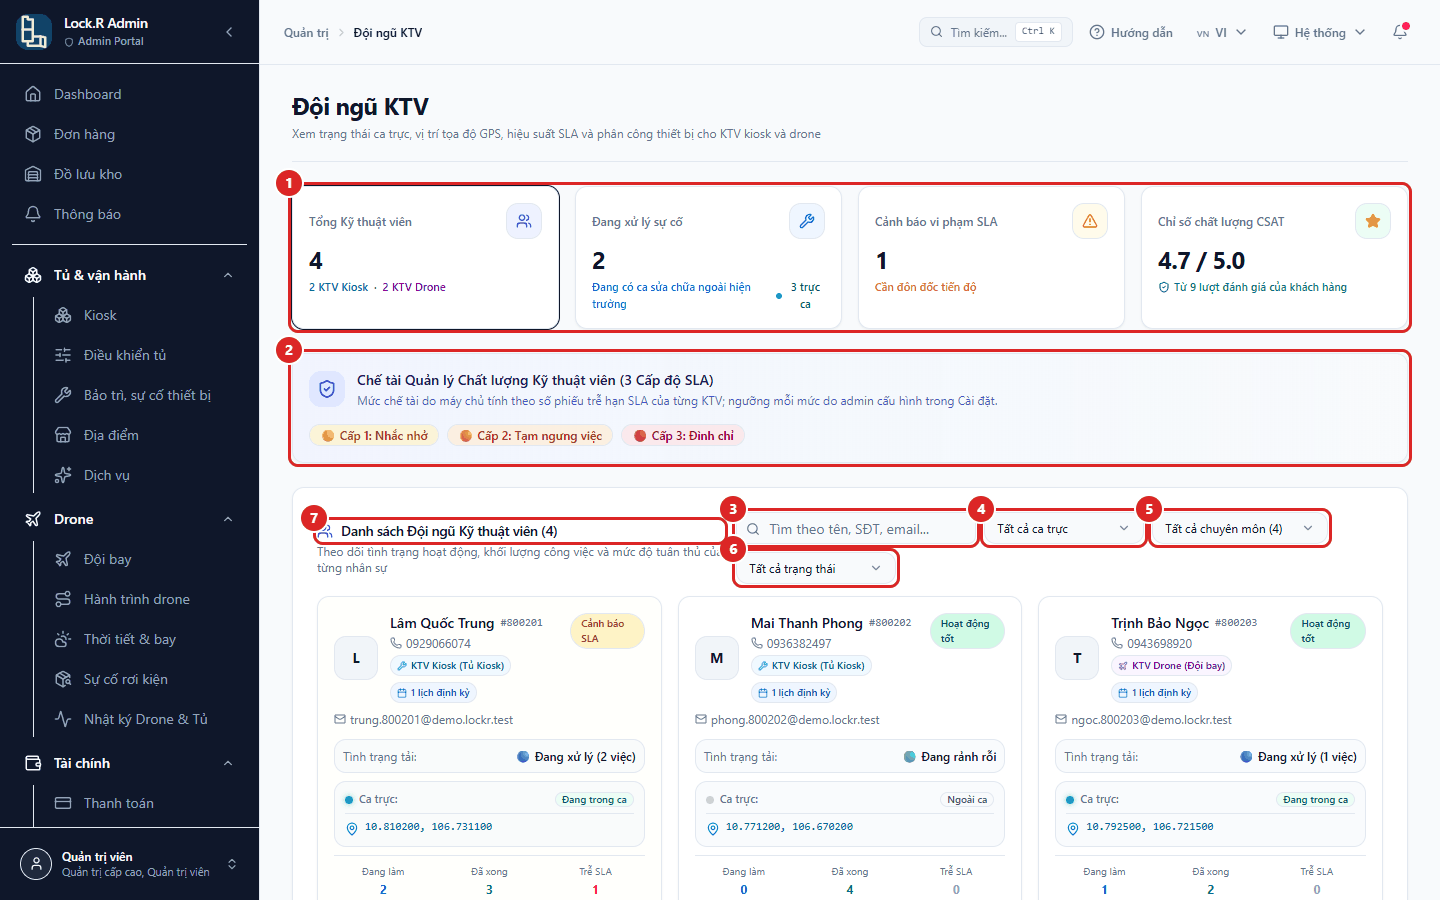 Lock.R Admin
Admin Portal
Quản trị
Đội ngũ KTV
Tìm kiếm...
Ctrl K
Hướng dẫn
VN VI
Hệ thống
Dashboard
Đơn hàng
Đồ lưu kho
Thông báo
Tủ & vận hành
Kiosk
Điều khiển tủ
Bảo trì, sự cố thiết bị
Địa điểm
Dịch vụ
Drone
Đội bay
Hành trình drone
Thời tiết & bay
Sự cố rơi kiện
Nhật ký Drone & Tủ
Tài chính
Thanh toán
Quản trị viên
Quản trị cấp cao, Quản trị viên
Đội ngũ KTV
Xem trạng thái ca trực, vị trí tọa độ GPS, hiệu suất SLA và phân công thiết bị cho KTV kiosk và drone
1
Tổng Kỹ thuật viên
4
2 KTV Kiosk · 2 KTV Drone
Đang xử lý sự cố
2
Đang có ca sửa chữa ngoài hiện trường
3 trực ca
Cảnh báo vi phạm SLA
1
Cần đôn đốc tiến độ
Chỉ số chất lượng CSAT
4.7 / 5.0
Từ 9 lượt đánh giá của khách hàng
2
Chế tài Quản lý Chất lượng Kỹ thuật viên (3 Cấp độ SLA)
Mức chế tài do máy chủ tính theo số phiếu trễ hạn SLA của từng KTV; ngưỡng mỗi mức do admin cấu hình trong Cài đặt.
Cấp 1: Nhắc nhở
Cấp 2: Tạm ngưng việc
Cấp 3: Đình chỉ
7
Danh sách Đội ngũ Kỹ thuật viên (4)
Theo dõi tình trạng hoạt động, khối lượng công việc và mức độ tuân thủ của
từng nhân sự
3
Tìm theo tên, SĐT, email...
4
Tất cả ca trực
5
Tất cả chuyên môn (4)
6
Tất cả trạng thái
L
Lâm Quốc Trung #800201
0929066074
KTV Kiosk (Tủ Kiosk)
1 lịch định kỳ
Cảnh báo SLA
trung.800201@demo.lockr.test
Tình trạng tải:
Đang xử lý (2 việc)
Ca trực:
Đang trong ca
10.810200, 106.731100
Đang làm
2
Đã xong
3
Trễ SLA
1
M
Mai Thanh Phong #800202
0936382497
KTV Kiosk (Tủ Kiosk)
1 lịch định kỳ
Hoạt động tốt
phong.800202@demo.lockr.test
Tình trạng tải:
Đang rảnh rỗi
Ca trực:
Ngoài ca
10.771200, 106.670200
Đang làm
0
Đã xong
4
Trễ SLA
0
T
Trịnh Bảo Ngọc #800203
0943698920
KTV Drone (Đội bay)
1 lịch định kỳ
Hoạt động tốt
ngoc.800203@demo.lockr.test
Tình trạng tải:
Đang xử lý (1 việc)
Ca trực:
Đang trong ca
10.792500, 106.721500
Đang làm
1
Đã xong
2
Trễ SLA
0